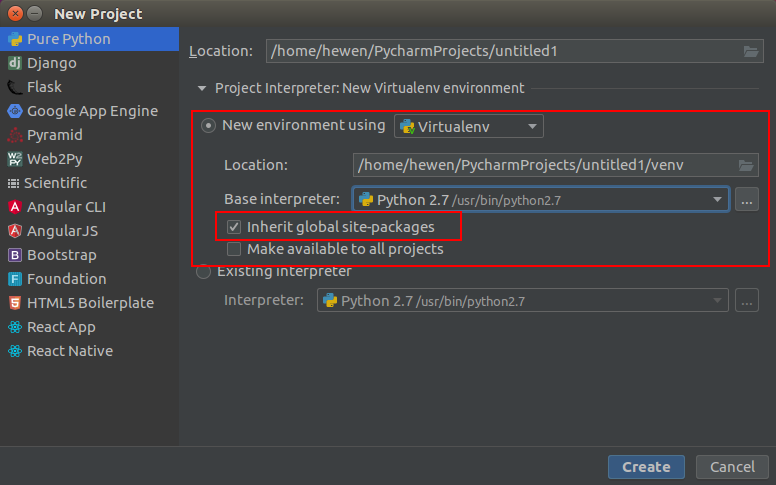 New Project
Pure Python
Django
Flask
Google App Engine
Pyramid
Web2Py
Scientific
Angular CLI
AngularJS
Bootstrap
Foundation
HTML5 Boilerplate
React App
React Native
Location: /home/hewen/PycharmProjects/untitled1
Project Interpreter: New Virtualenv environment
New environment using Virtualenv
Location: /home/hewen/PycharmProjects/untitled1/venv
Base interpreter: Python 2.7 /usr/bin/python2.7 ...
Inherit global site-packages
Make available to all projects
Existing interpreter
Interpreter: Python 2.7 /usr/bin/python2.7 ...
Create Cancel